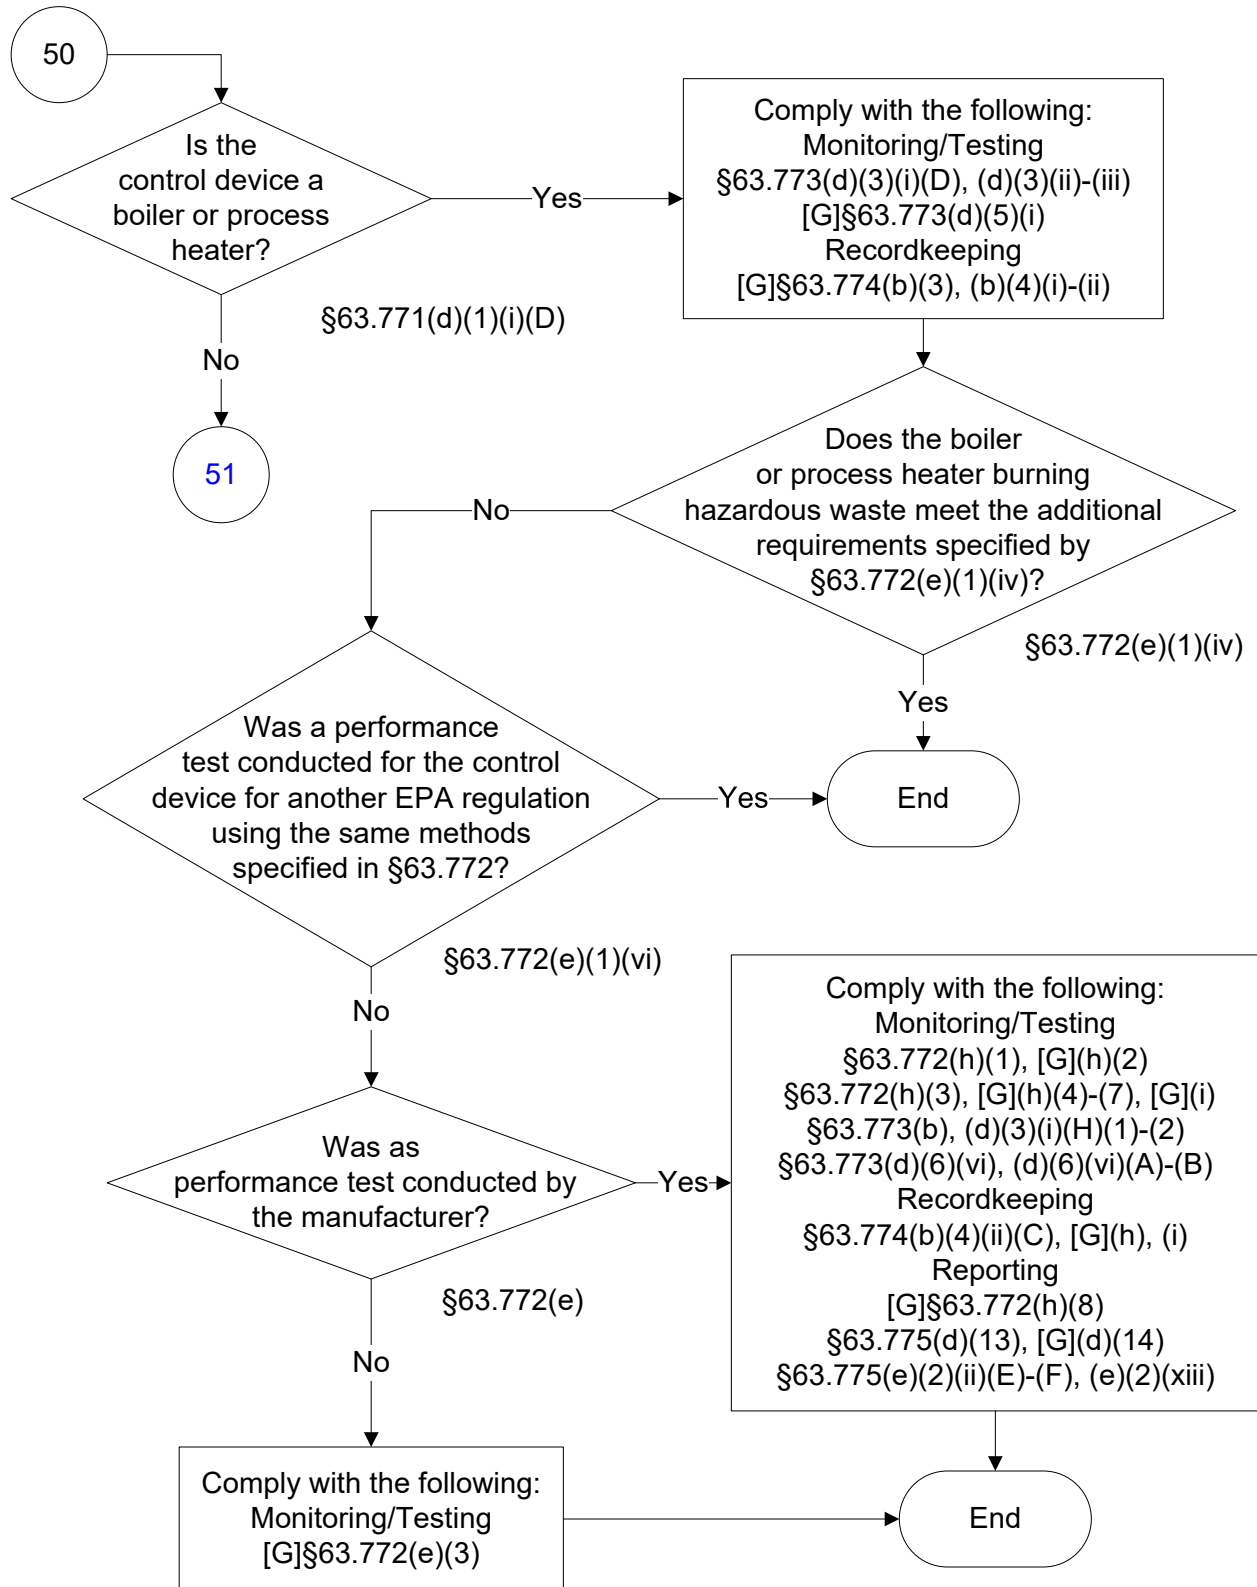 50
Is the
control device a
boiler or process
heater?
Yes
Comply with the following:
Monitoring/Testing
§63.773(d)(3)(i)(D), (d)(3)(ii)-(iii)
[G]§63.773(d)(5)(i)
Recordkeeping
[G]§63.774(b)(3), (b)(4)(i)-(ii)
§63.771(d)(1)(i)(D)
No
51
Does the boiler
or process heater burning
hazardous waste meet the additional
requirements specified by
§63.772(e)(1)(iv)?
No
§63.772(e)(1)(iv)
Yes
Was a performance
test conducted for the control
device for another EPA regulation
using the same methods
specified in §63.772?
Yes
End
§63.772(e)(1)(vi)
No
Was as
performance test conducted by
the manufacturer?
Yes
Comply with the following:
Monitoring/Testing
§63.772(h)(1), [G](h)(2)
§63.772(h)(3), [G](h)(4)-(7), [G](i)
§63.773(b), (d)(3)(i)(H)(1)-(2)
§63.773(d)(6)(vi), (d)(6)(vi)(A)-(B)
Recordkeeping
§63.774(b)(4)(ii)(C), [G](h), (i)
Reporting
[G]§63.772(h)(8)
§63.775(d)(13), [G](d)(14)
§63.775(e)(2)(ii)(E)-(F), (e)(2)(xiii)
§63.772(e)
No
Comply with the following:
Monitoring/Testing
[G]§63.772(e)(3)
End